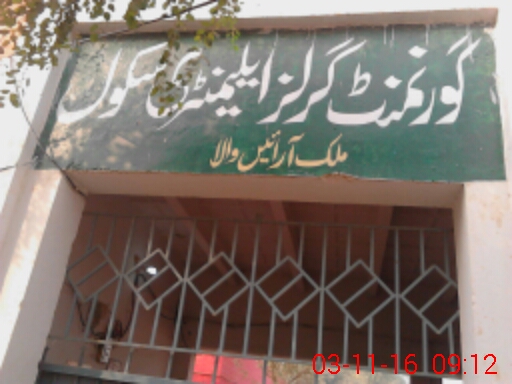 گورنمنٹ گرلز ایلیمنٹری سکول
ملک آرائیں والا
03-11-16 09:12